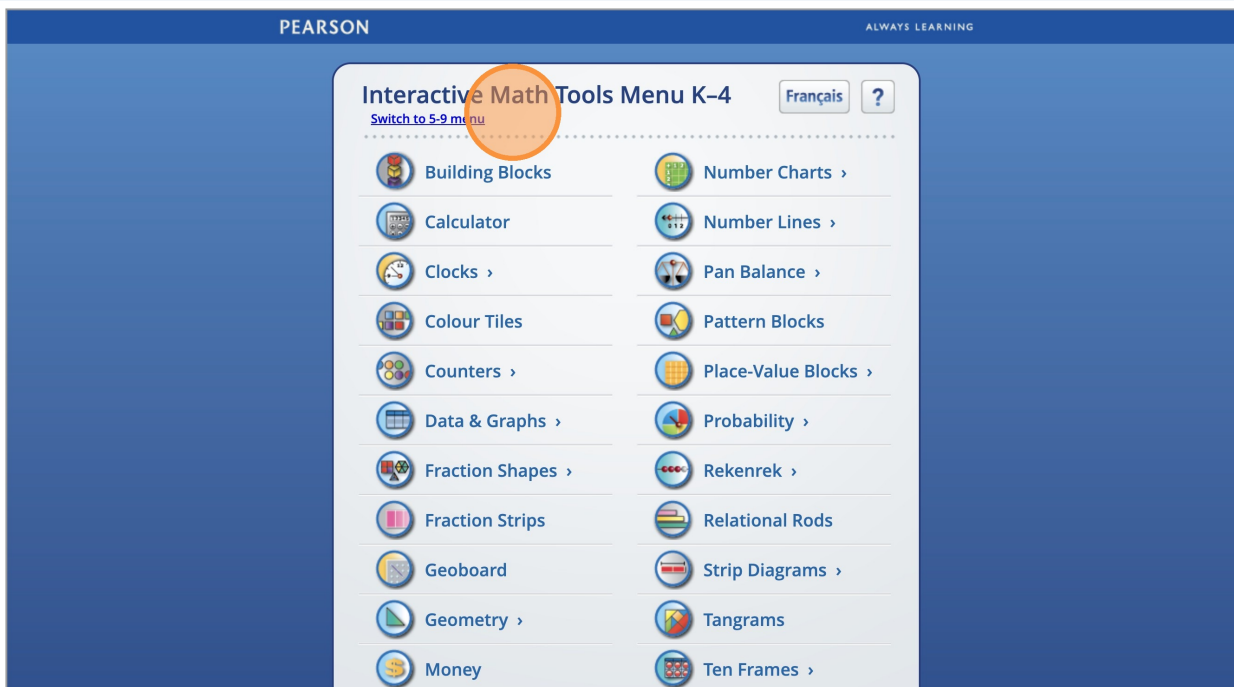 PEARSON
ALWAYS LEARNING
Interactive Math Tools Menu K–4
Français
?
Switch to 5-9 menu
Building Blocks
Number Charts ›
Calculator
Number Lines ›
Clocks ›
Pan Balance ›
Colour Tiles
Pattern Blocks
Counters ›
Place-Value Blocks ›
Data & Graphs ›
Probability ›
Fraction Shapes ›
Rekenrek ›
Fraction Strips
Relational Rods
Geoboard
Strip Diagrams ›
Geometry ›
Tangrams
Money
Ten Frames ›